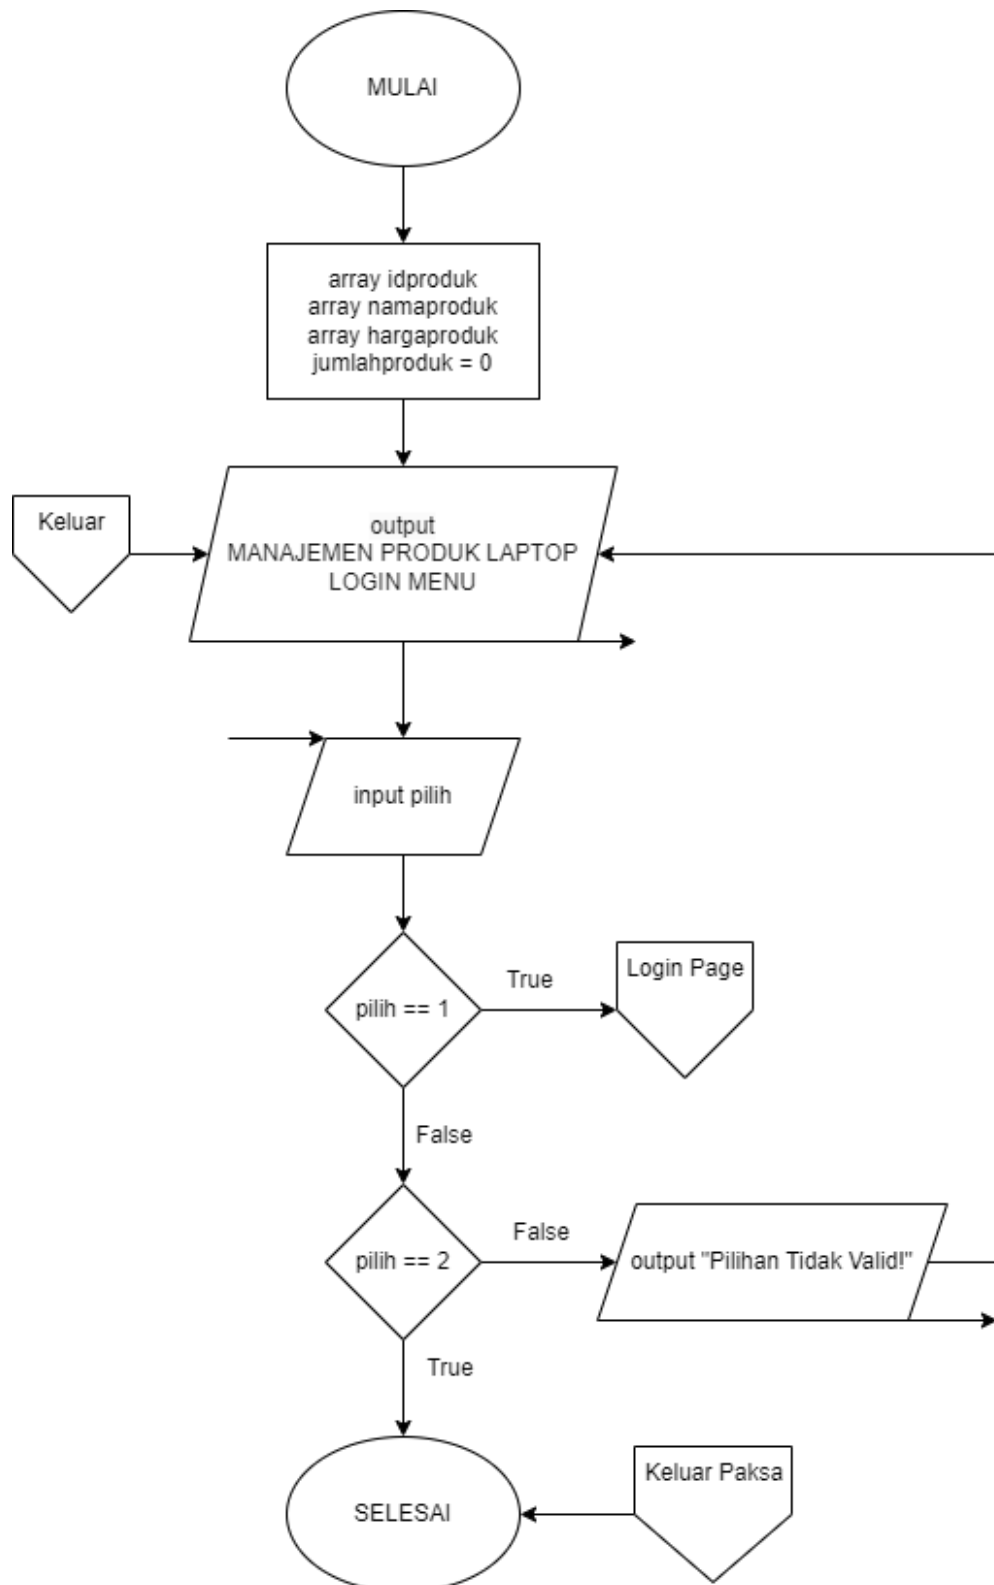 MULAI
array idproduk
array namaproduk
array hargaproduk
jumlahproduk = 0
Keluar
output
MANAJEMEN PRODUK LAPTOP
LOGIN MENU
input pilih
pilih == 1
True
Login Page
False
pilih == 2
False
output "Pilihan Tidak Valid!"
True
SELESAI
Keluar Paksa